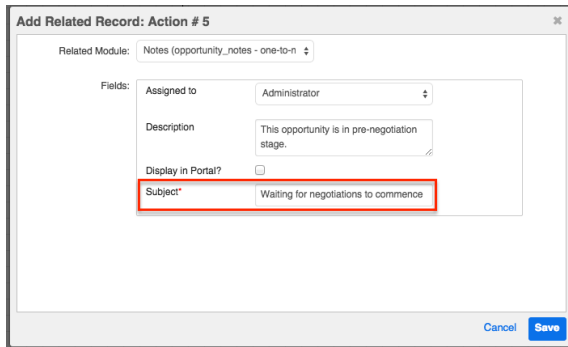 Add Related Record: Action # 5
Related Module: Notes (opportunity_notes - one-to-n
Fields:
Assigned to Administrator
Description This opportunity is in pre-negotiation
stage.
Display in Portal?
Subject* Waiting for negotiations to commence
Cancel Save